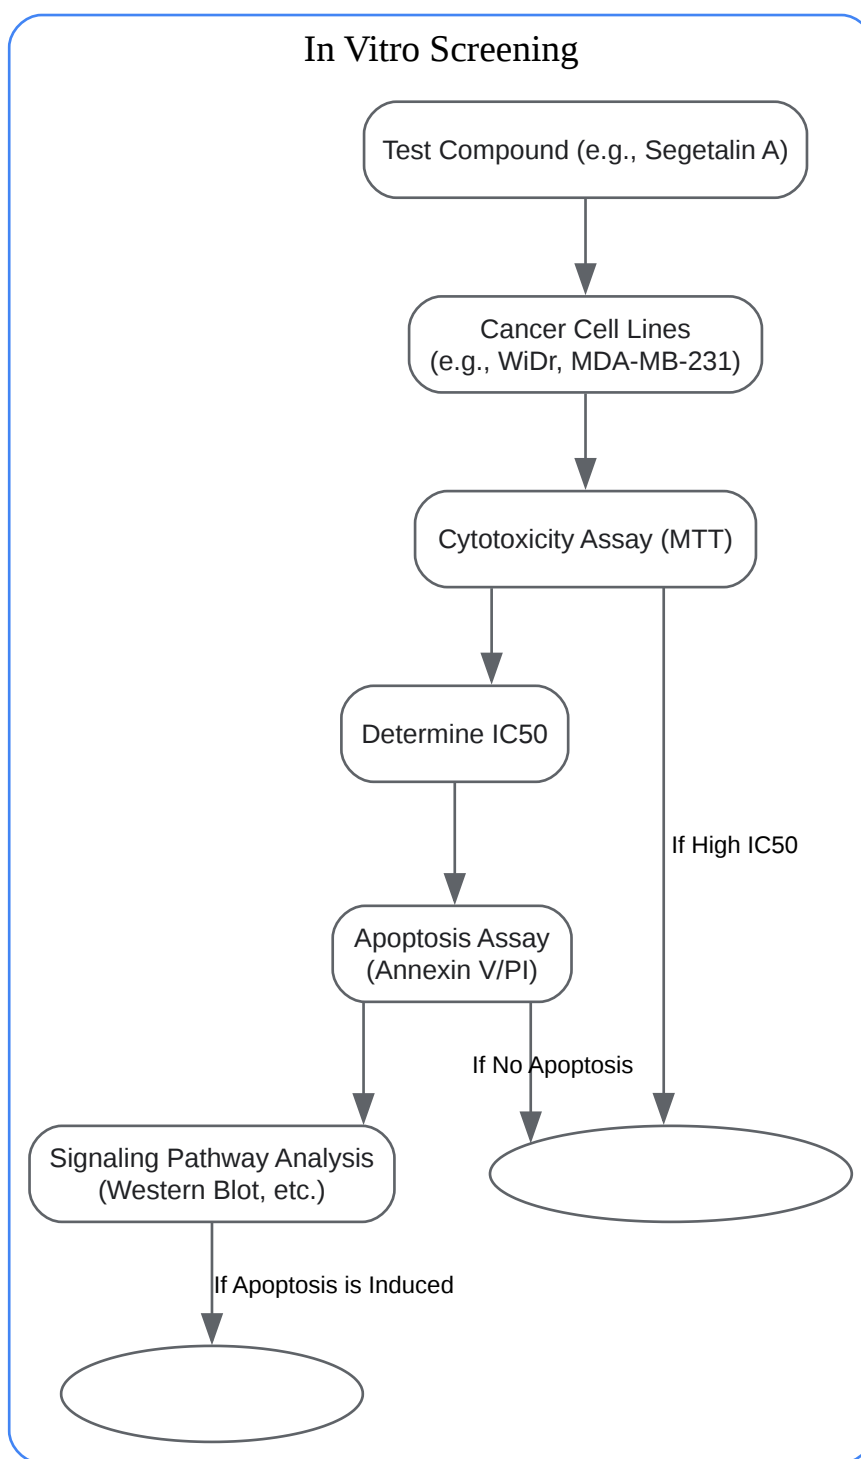 In Vitro Screening
Test Compound (e.g., Segetalin A)
Cancer Cell Lines
(e.g., WiDr, MDA-MB-231)
Cytotoxicity Assay (MTT)
Determine IC50
If High IC50
Apoptosis Assay
(Annexin V/PI)
If No Apoptosis
Signaling Pathway Analysis
(Western Blot, etc.)
If Apoptosis is Induced